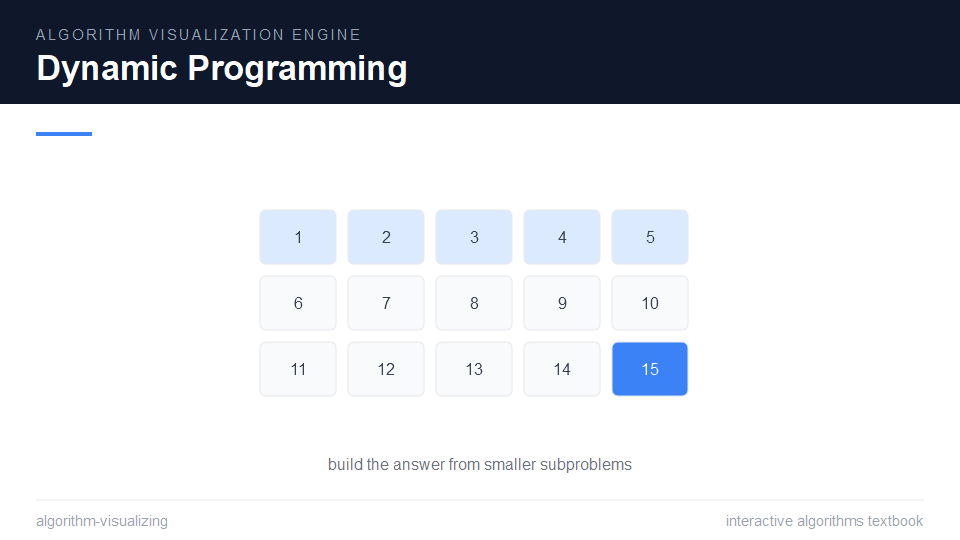 ALGORITHM VISUALIZATION ENGINE
Dynamic Programming
1 2 3 4 5
6 7 8 9 10
11 12 13 14 15
build the answer from smaller subproblems
algorithm-visualizing interactive algorithms textbook